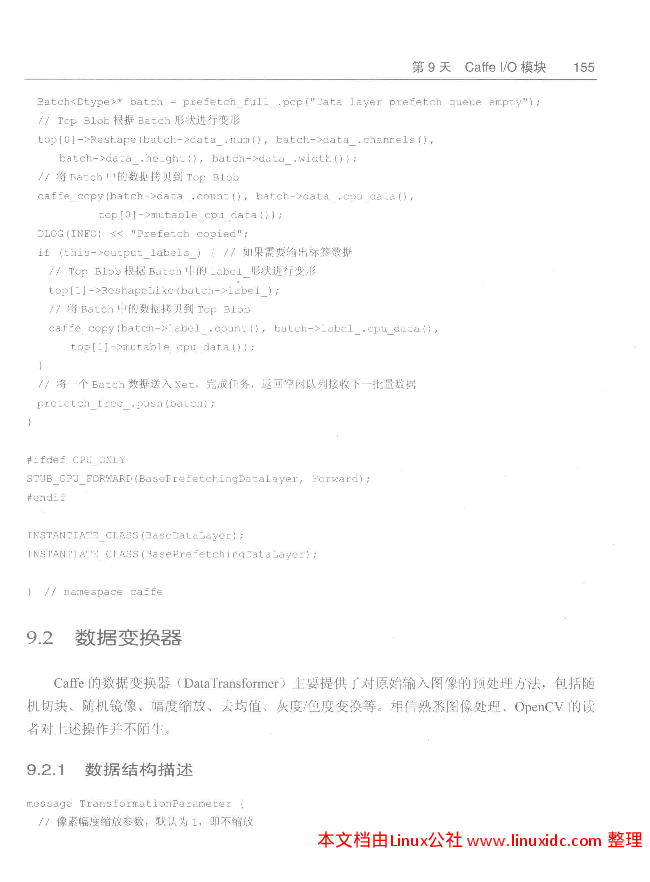 第9天 Caffe I/O 模块 155
Batch<Dtype>* batch = prefetch_full_.pop("Data layer prefetch queue empty");
// Top Blob 根据 Batch 形状进行变形
top[0]->Reshape(batch->data_.num(), batch->data_.channels(),
batch->data_.height(), batch->data_.width());
// 将 Batch 中的数据拷贝到 Top Blob
caffe_copy(batch->data_.count(), batch->data_.cpu_data(),
top[0]->mutable_cpu_data());
DLOG(INFO) << "Prefetch copied";
if (this->output_labels_) { // 如果需要输出标签数据
// Top Blob 根据 Batch 中的 label_ 形状进行变形
top[1]->ReshapeLike(batch->label_);
// 将 Batch 中的数据拷贝到 Top Blob
caffe_copy(batch->label_.count(), batch->label_.cpu_data(),
top[1]->mutable_cpu_data());
}
// 将一个 Batch 数据送入 Net，完成任务，返回空闲队列接收下一批量数据
prefetch_free_.push(batch);
}
#ifdef CPU_ONLY
STUB_GPU_FORWARD(BasePrefetchingDataLayer, Forward);
#endif
INSTANTIATE_CLASS(BaseDataLayer);
INSTANTIATE_CLASS(BasePrefetchingDataLayer);
} // namespace caffe
9.2 数据变换器
Caffe 的数据变换器（DataTransformer）主要提供了对原始输入图像的预处理方法，包括随
机切块、随机镜像、幅度缩放、去均值、灰度/色度变换等。相信熟悉图像处理、OpenCV 的读
者对上述操作并不陌生。
9.2.1 数据结构描述
message TransformationParameter {
// 像素幅度缩放参数，默认为 1，即不缩放
本文档由Linux公社 www.linuxidc.com 整理